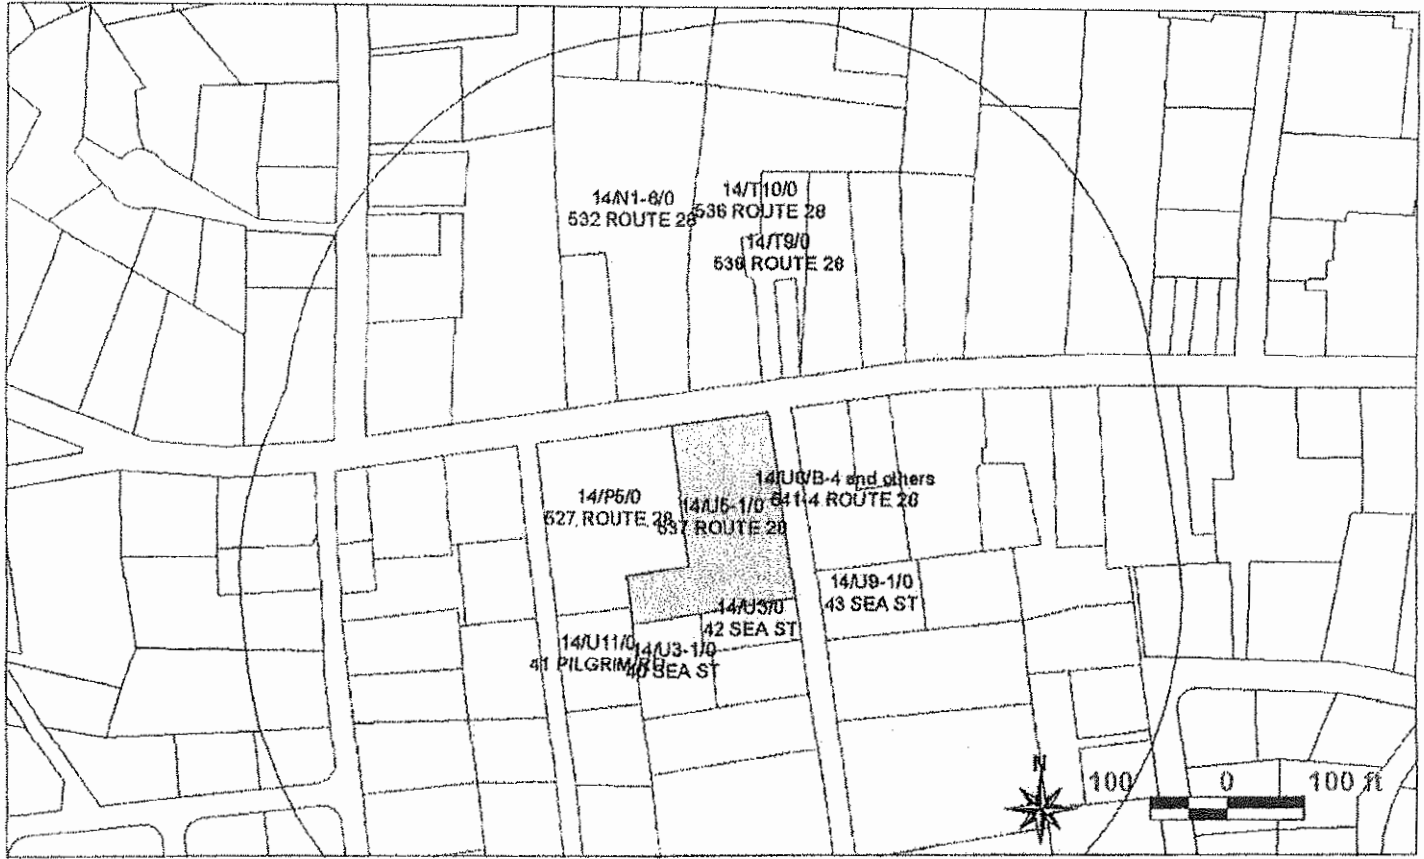 14/N1-6/0
532 ROUTE 28
14/T10/0
536 ROUTE 28
14/T9/0
538 ROUTE 28
14/P5/0
527 ROUTE 28
14/U5-1/0
537 ROUTE 28
14/U6/B-4 and others
541-4 ROUTE 28
14/U9-1/0
43 SEA ST
14/U3/0
42 SEA ST
14/U11/0
41 PILGRIM RD
14/U3-1/0
40 SEA ST
N
100 0 100 ft